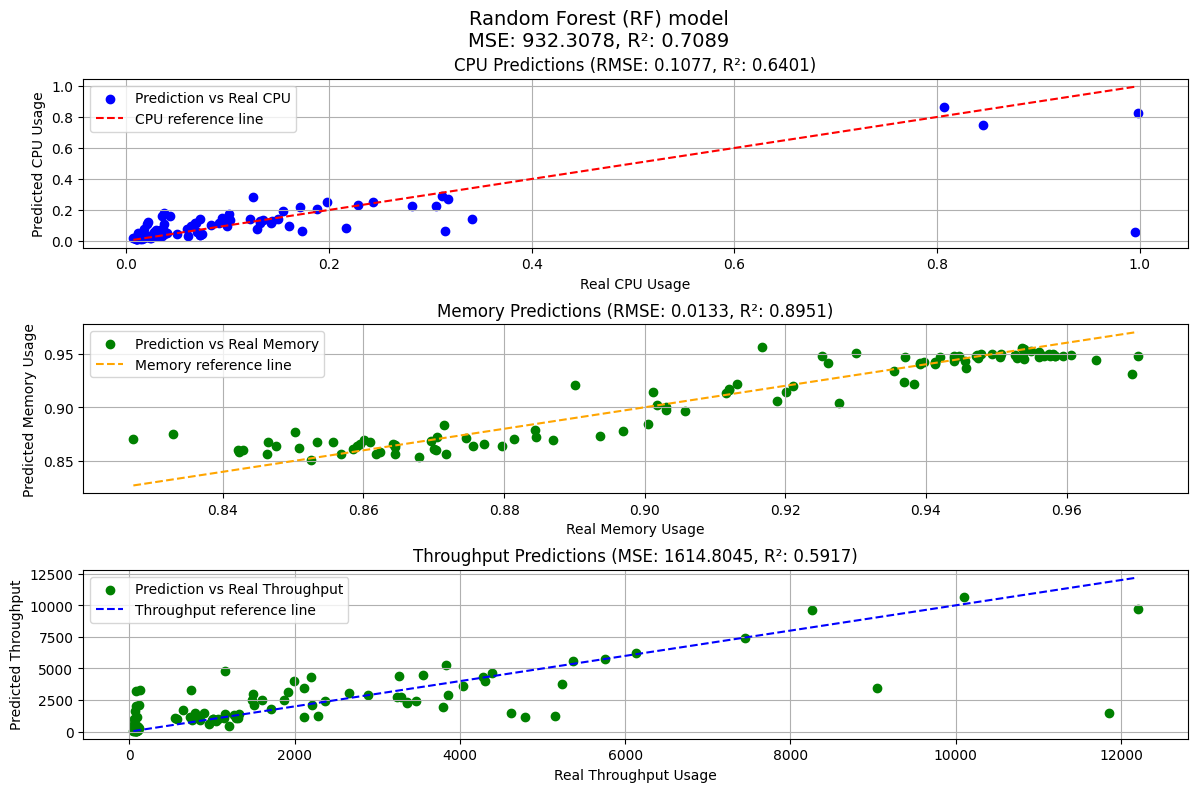 Random Forest (RF) model
MSE: 932.3078, R²: 0.7089
CPU Predictions (RMSE: 0.1077, R²: 0.6401)
Predicted CPU Usage
1.0
0.8
0.6
0.4
0.2
0.0
Prediction vs Real CPU
CPU reference line
0.0 0.2 0.4 0.6 0.8 1.0
Real CPU Usage
Memory Predictions (RMSE: 0.0133, R²: 0.8951)
Predicted Memory Usage
0.95
0.90
0.85
Prediction vs Real Memory
Memory reference line
0.84 0.86 0.88 0.90 0.92 0.94 0.96
Real Memory Usage
Throughput Predictions (MSE: 1614.8045, R²: 0.5917)
Predicted Throughput
12500
10000
7500
5000
2500
0
Prediction vs Real Throughput
Throughput reference line
0 2000 4000 6000 8000 10000 12000
Real Throughput Usage